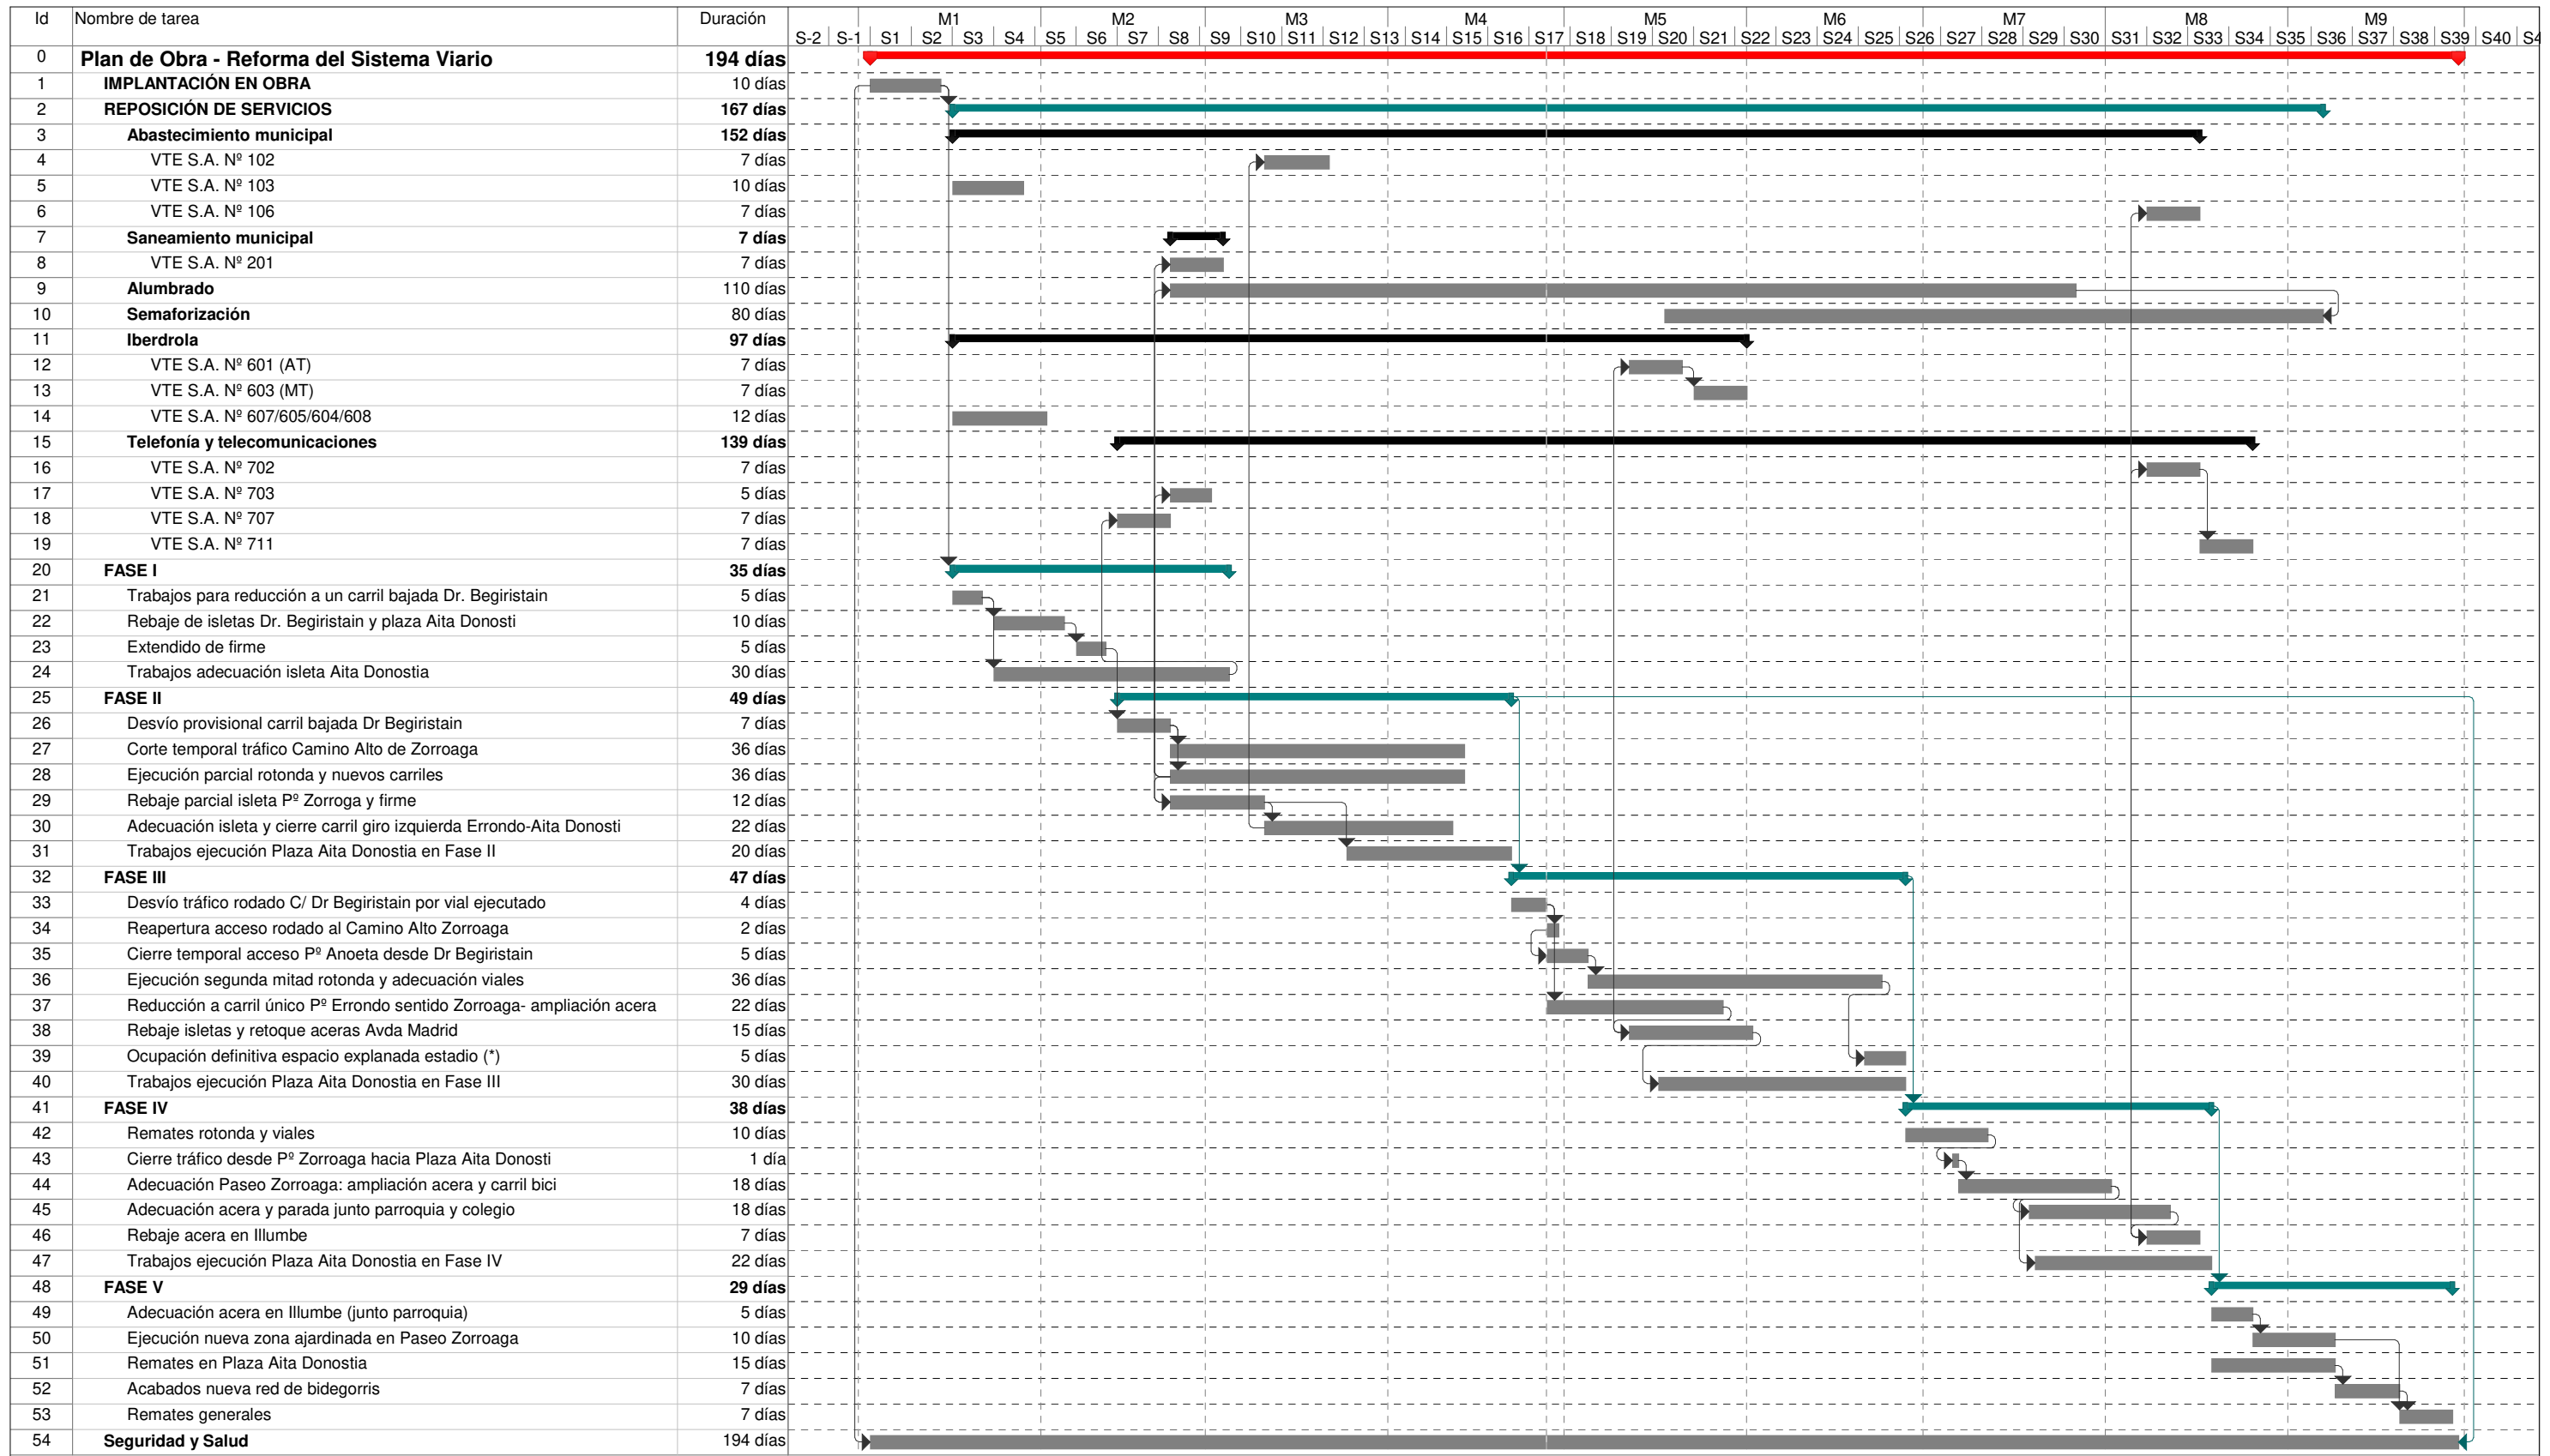 Id Nombre de tarea Duración M1 M2 M3 M4 M5 M6 M7 M8 M9
S-2 S-1 S1 S2 S3 S4 S5 S6 S7 S8 S9 S10 S11 S12 S13 S14 S15 S16 S17 S18 S19 S20 S21 S22 S23 S24 S25 S26 S27 S28 S29 S30 S31 S32 S33 S34 S35 S36 S37 S38 S39 S40 S4
0 Plan de Obra - Reforma del Sistema Viario 194 días
1 IMPLANTACIÓN EN OBRA 10 días
2 REPOSICIÓN DE SERVICIOS 167 días
3 Abastecimiento municipal 152 días
4 VTE S.A. Nº 102 7 días
5 VTE S.A. Nº 103 10 días
6 VTE S.A. Nº 106 7 días
7 Saneamiento municipal 7 días
8 VTE S.A. Nº 201 7 días
9 Alumbrado 110 días
10 Semaforización 80 días
11 Iberdrola 97 días
12 VTE S.A. Nº 601 (AT) 7 días
13 VTE S.A. Nº 603 (MT) 7 días
14 VTE S.A. Nº 607/605/604/608 12 días
15 Telefonía y telecomunicaciones 139 días
16 VTE S.A. Nº 702 7 días
17 VTE S.A. Nº 703 5 días
18 VTE S.A. Nº 707 7 días
19 VTE S.A. Nº 711 7 días
20 FASE I 35 días
21 Trabajos para reducción a un carril bajada Dr. Begiristain 5 días
22 Rebaje de isletas Dr. Begiristain y plaza Aita Donosti 10 días
23 Extendido de firme 5 días
24 Trabajos adecuación isleta Aita Donostia 30 días
25 FASE II 49 días
26 Desvío provisional carril bajada Dr Begiristain 7 días
27 Corte temporal tráfico Camino Alto de Zorroaga 36 días
28 Ejecución parcial rotonda y nuevos carriles 36 días
29 Rebaje parcial isleta Pº Zorroga y firme 12 días
30 Adecuación isleta y cierre carril giro izquierda Errondo-Aita Donosti 22 días
31 Trabajos ejecución Plaza Aita Donostia en Fase II 20 días
32 FASE III 47 días
33 Desvío tráfico rodado C/ Dr Begiristain por vial ejecutado 4 días
34 Reapertura acceso rodado al Camino Alto Zorroaga 2 días
35 Cierre temporal acceso Pº Anoeta desde Dr Begiristain 5 días
36 Ejecución segunda mitad rotonda y adecuación viales 36 días
37 Reducción a carril único Pº Errondo sentido Zorroaga- ampliación acera 22 días
38 Rebaje isletas y retoque aceras Avda Madrid 15 días
39 Ocupación definitiva espacio explanada estadio (*) 5 días
40 Trabajos ejecución Plaza Aita Donostia en Fase III 30 días
41 FASE IV 38 días
42 Remates rotonda y viales 10 días
43 Cierre tráfico desde Pº Zorroaga hacia Plaza Aita Donosti 1 día
44 Adecuación Paseo Zorroaga: ampliación acera y carril bici 18 días
45 Adecuación acera y parada junto parroquia y colegio 18 días
46 Rebaje acera en Illumbe 7 días
47 Trabajos ejecución Plaza Aita Donostia en Fase IV 22 días
48 FASE V 29 días
49 Adecuación acera en Illumbe (junto parroquia) 5 días
50 Ejecución nueva zona ajardinada en Paseo Zorroaga 10 días
51 Remates en Plaza Aita Donostia 15 días
52 Acabados nueva red de bidegorris 7 días
53 Remates generales 7 días
54 Seguridad y Salud 194 días